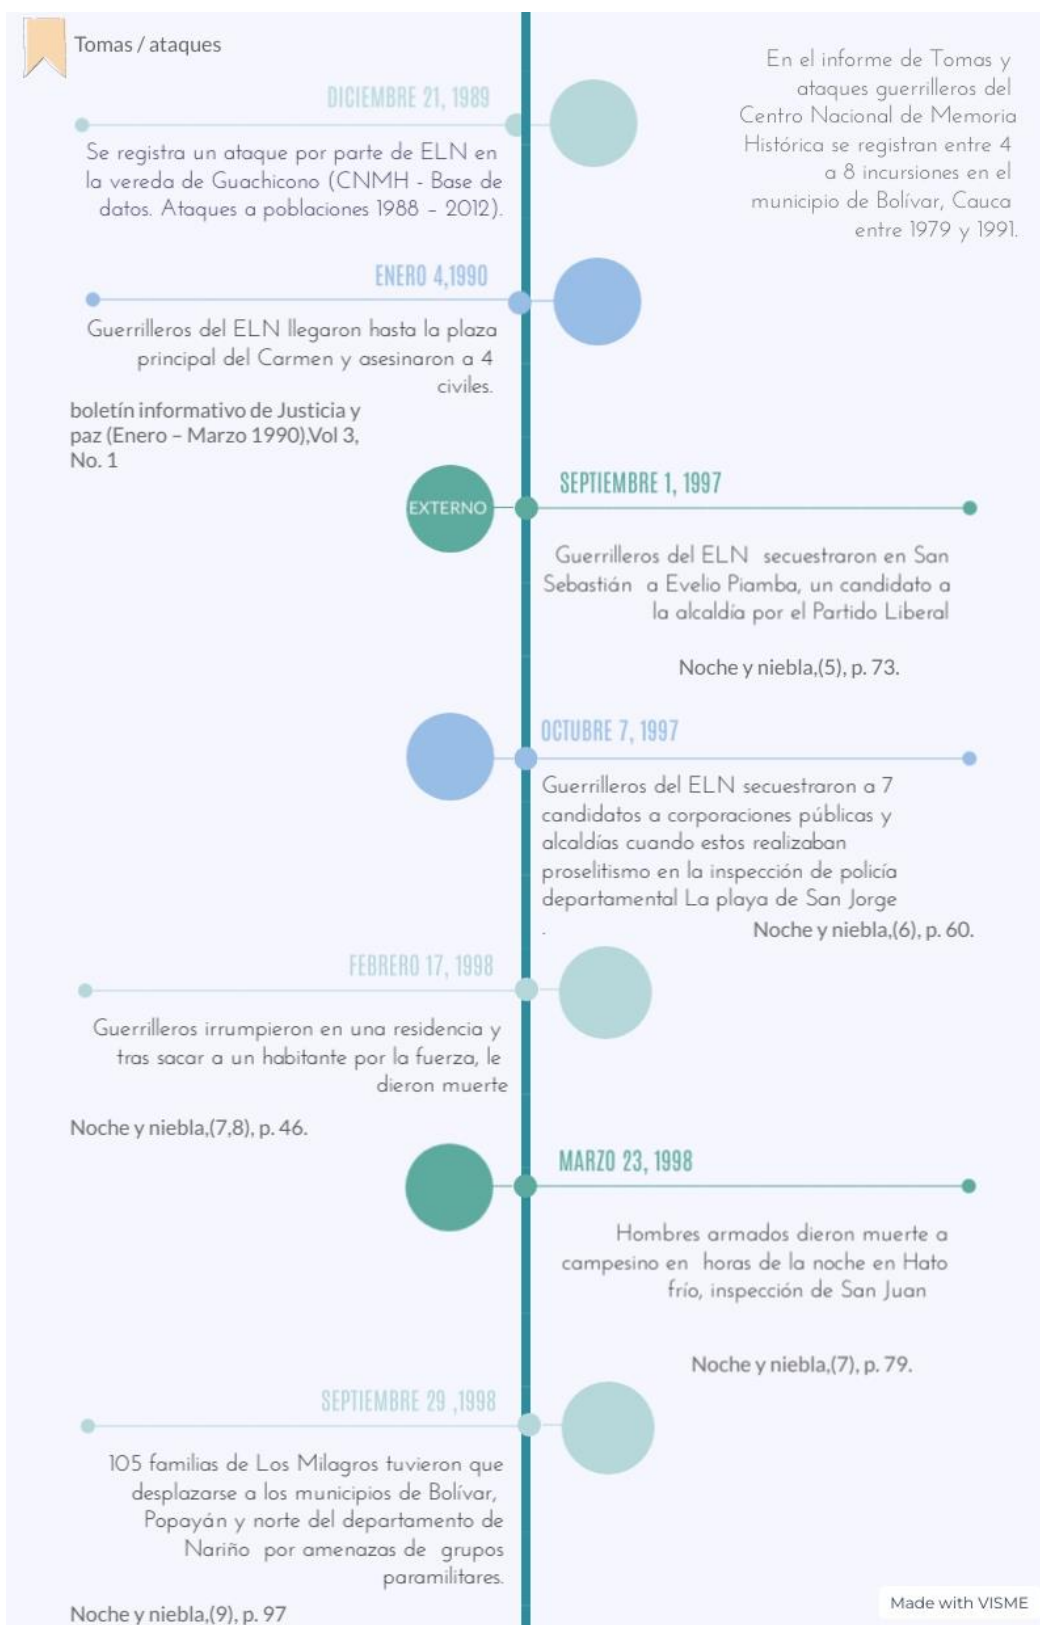 Tomas / ataques
En el informe de Tomas y
ataques guerrilleros del
Centro Nacional de Memoria
Histórica se registran entre 4
a 8 incursiones en el
municipio de Bolívar, Cauca
entre 1979 y 1991.
DICIEMBRE 21, 1989
Se registra un ataque por parte de ELN en
la vereda de Guachicono (CNMH - Base de
datos. Ataques a poblaciones 1988 – 2012).
ENERO 4,1990
Guerrilleros del ELN llegaron hasta la plaza
principal del Carmen y asesinaron a 4
civiles.
boletín informativo de Justicia y
paz (Enero – Marzo 1990),Vol 3,
No. 1
EXTERNO
SEPTIEMBRE 1, 1997
Guerrilleros del ELN secuestraron en San
Sebastián a Evelio Piamba, un candidato a
la alcaldía por el Partido Liberal
Noche y niebla,(5), p. 73.
OCTUBRE 7, 1997
Guerrilleros del ELN secuestraron a 7
candidatos a corporaciones públicas y
alcaldías cuando estos realizaban
proselitismo en la inspección de policía
departamental La playa de San Jorge
.
Noche y niebla,(6), p. 60.
FEBRERO 17, 1998
Guerrilleros irrumpieron en una residencia y
tras sacar a un habitante por la fuerza, le
dieron muerte
Noche y niebla,(7,8), p. 46.
MARZO 23, 1998
Hombres armados dieron muerte a
campesino en horas de la noche en Hato
frío, inspección de San Juan
Noche y niebla,(7), p. 79.
SEPTIEMBRE 29 ,1998
105 familias de Los Milagros tuvieron que
desplazarse a los municipios de Bolívar,
Popayán y norte del departamento de
Nariño por amenazas de grupos
paramilitares.
Noche y niebla,(9), p. 97
Made with VISME